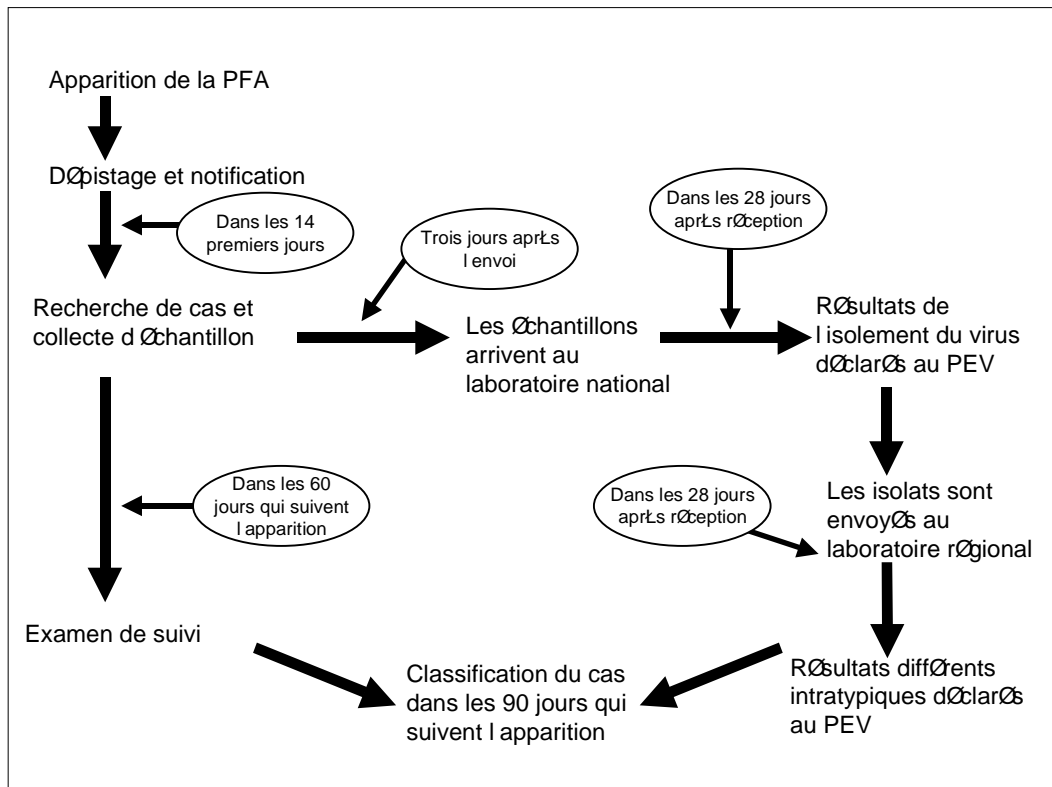 Apparition de la PFA
DØpistage et notification
Dans les 14
premiers jours
Trois jours aprŁs
l envoi
Dans les 28 jours
aprŁs rØception
Recherche de cas et
collecte d Øchantillon
Les Øchantillons
arrivent au
laboratoire national
RØsultats de
l isolement du virus
dØclarØs au PEV
Dans les 60
jours qui suivent
l apparition
Dans les 28 jours
aprŁs rØception
Les isolats sont
envoyØs au
laboratoire rØgional
Examen de suivi
Classification du cas
dans les 90 jours qui
suivent l apparition
RØsultats diffØrents
intratypiques dØclarØs
au PEV